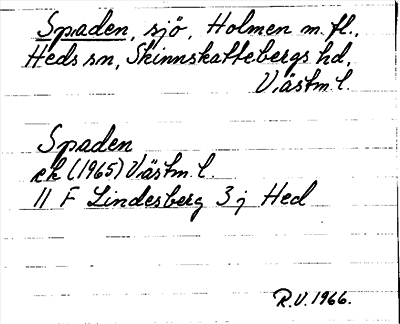 Spaden, sjö, Holmen m. fl.,
Heds sn, Skinnskattebergs hd,
Västm. l.
Spaden
ek (1965) Västm. l.
11 F Lindesberg 3 j Hed
R.V. 1966.